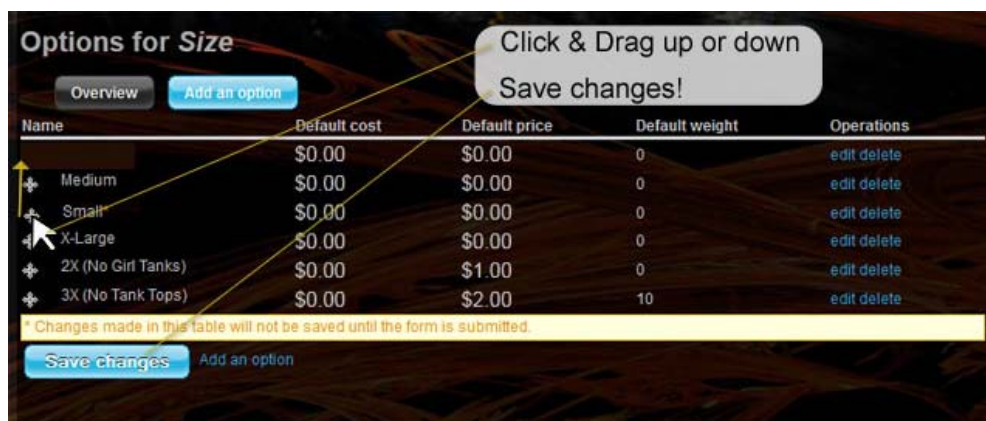 Options for Size
Click & Drag up or down
Save changes!
Overview Add an option
Name Default cost Default price Default weight Operations
$0.00 $0.00 0 edit delete
Medium $0.00 $0.00 0 edit delete
Small* $0.00 $0.00 0 edit delete
X-Large $0.00 $0.00 0 edit delete
2X (No Girl Tanks) $0.00 $1.00 0 edit delete
3X (No Tank Tops) $0.00 $2.00 10 edit delete
* Changes made in this table will not be saved until the form is submitted.
Save changes Add an option